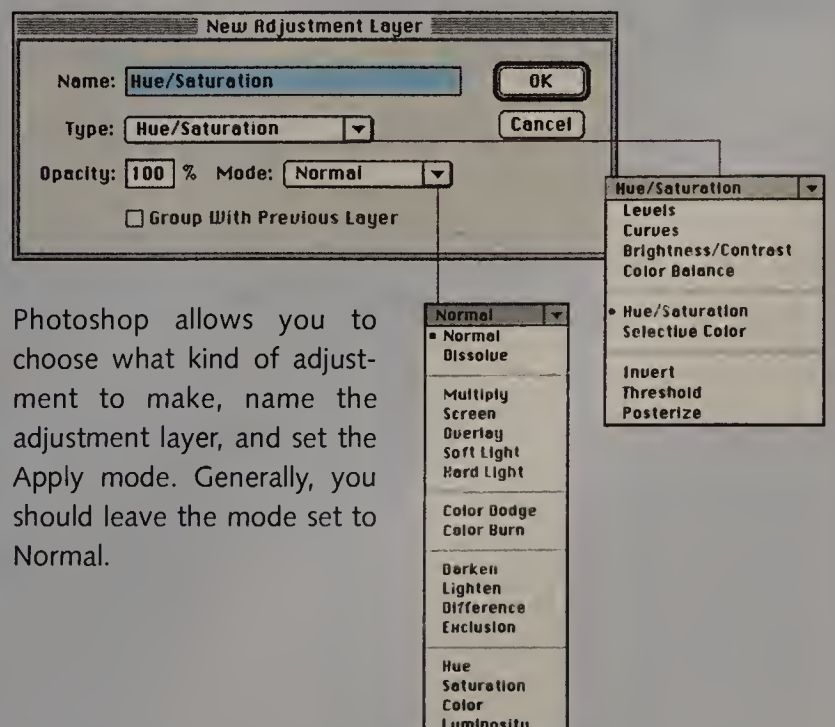 New Adjustment Layer
Name: Hue/Saturation
OK
Type: Hue/Saturation
Cancel
Opacity: 100 % Mode: Normal
Group With Previous Layer
Hue/Saturation
Levels
Curves
Brightness/Contrast
Color Balance
Hue/Saturation
Selective Color
Invert
Threshold
Posterize
Photoshop allows you to
choose what kind of adjust-
ment to make, name the
adjustment layer, and set the
Apply mode. Generally, you
should leave the mode set to
Normal.
Normal
Normal
Dissolve
Multiply
Screen
Overlay
Soft Light
Hard Light
Color Dodge
Color Burn
Darken
Lighten
Difference
Exclusion
Hue
Saturation
Color
Luminosity